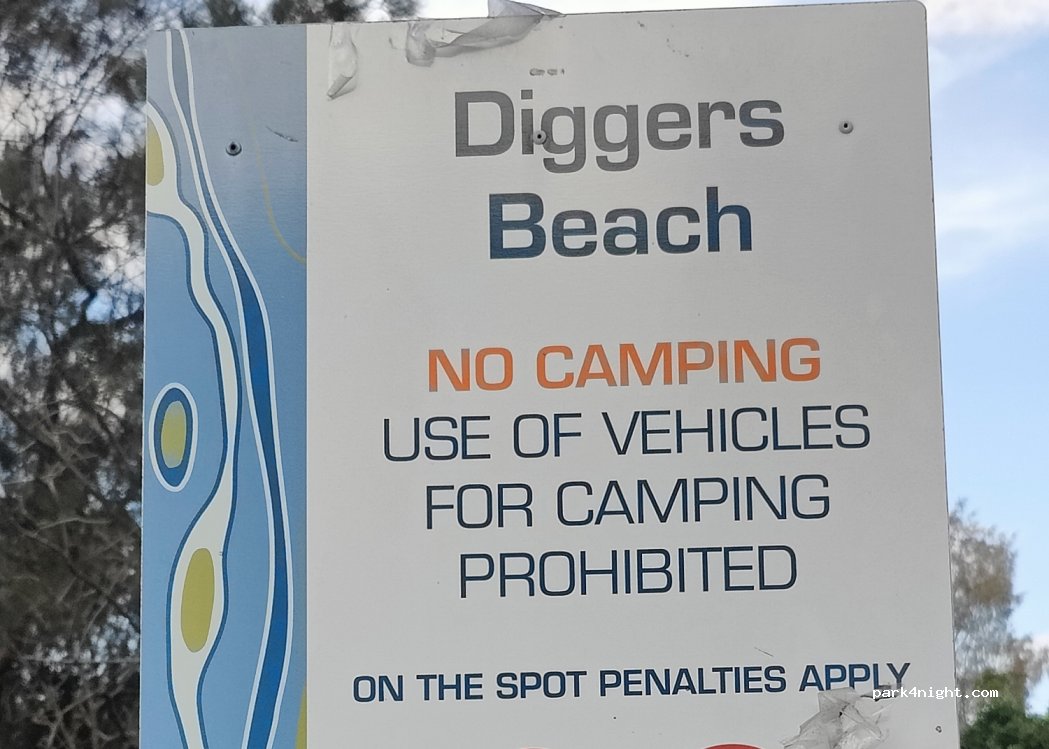 Diggers
Beach
NO CAMPING
USE OF VEHICLES
FOR CAMPING
PROHIBITED
ON THE SPOT PENALTIES APPLY
park4night.com